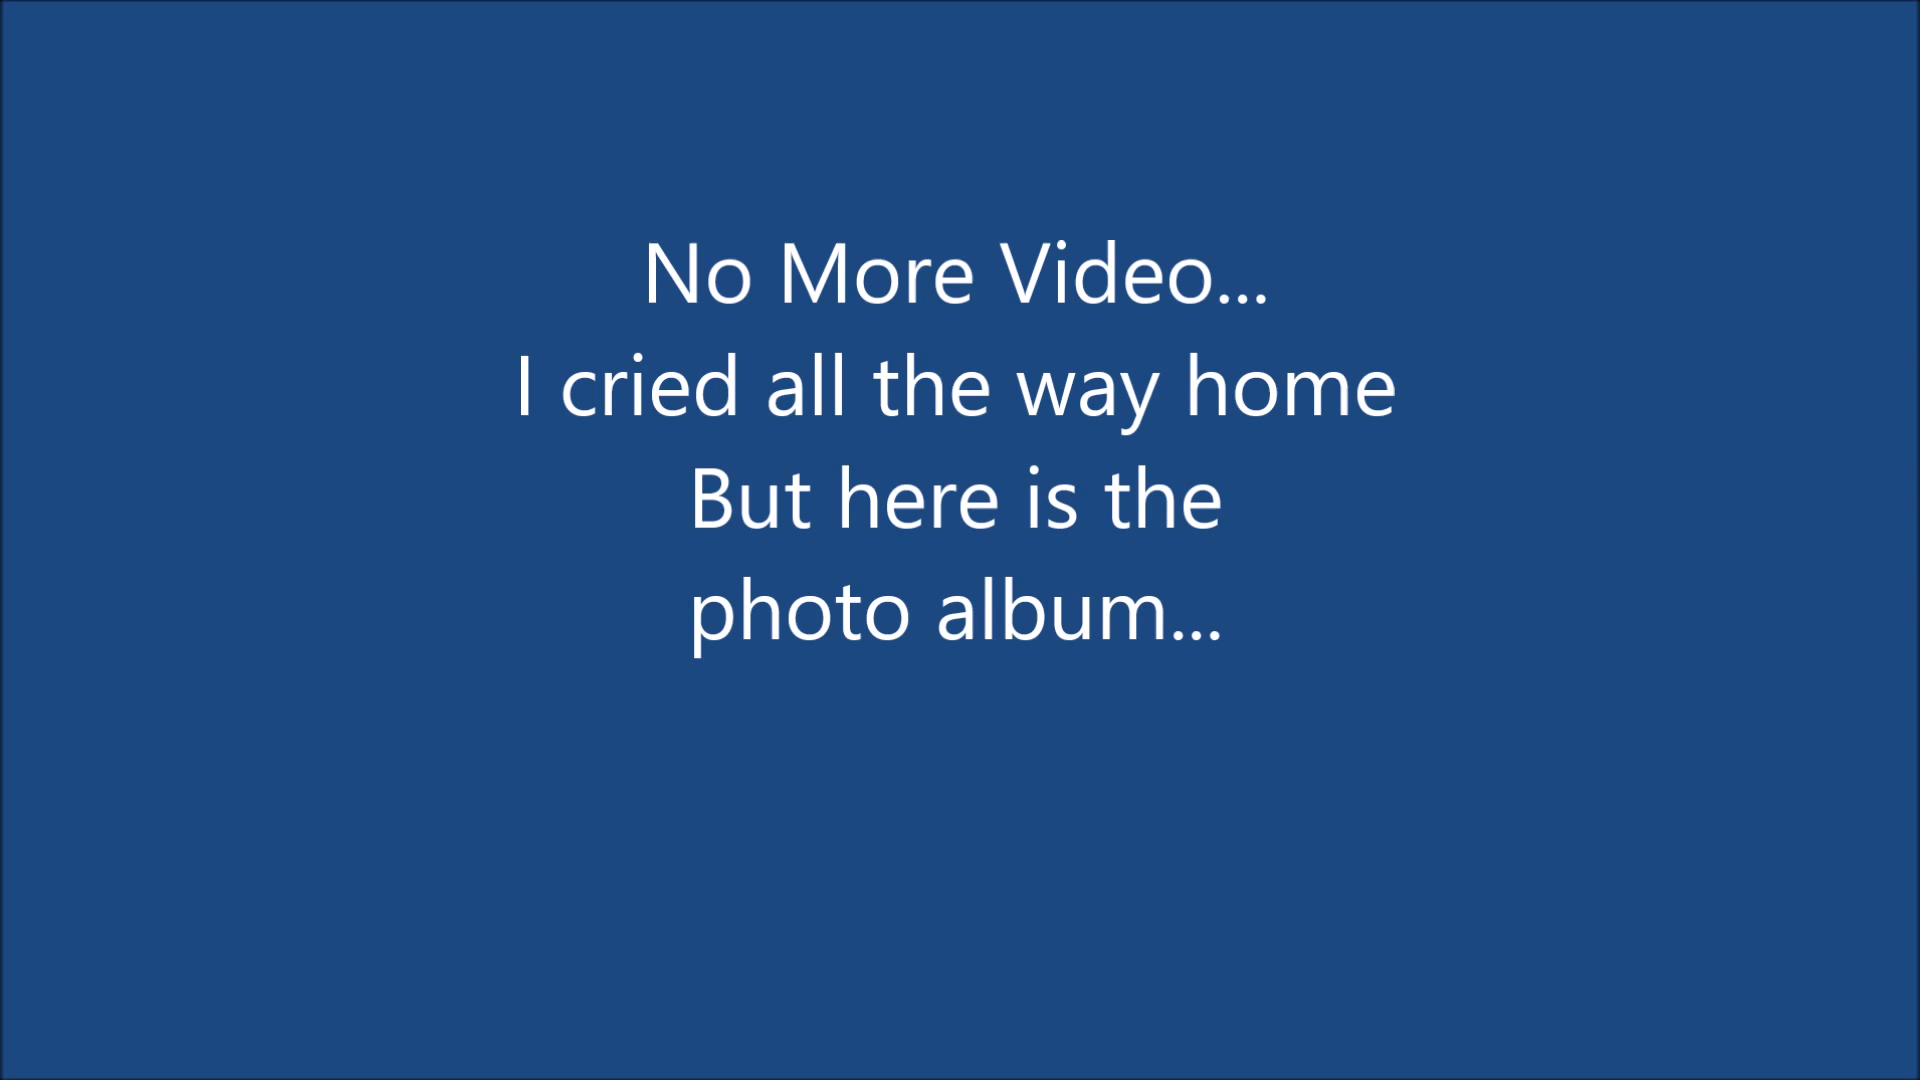 No More Video...
I cried all the way home
But here is the
photo album...